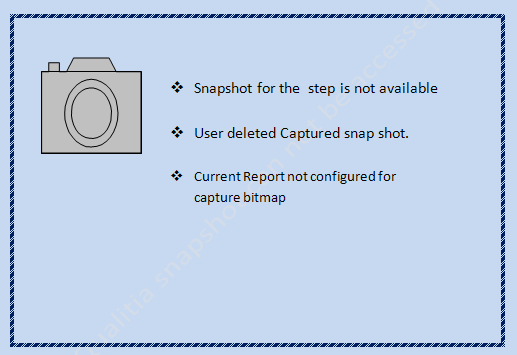 Snapshot for the step is not available
User deleted Captured snap shot.
Current Report not configured for
capture bitmap